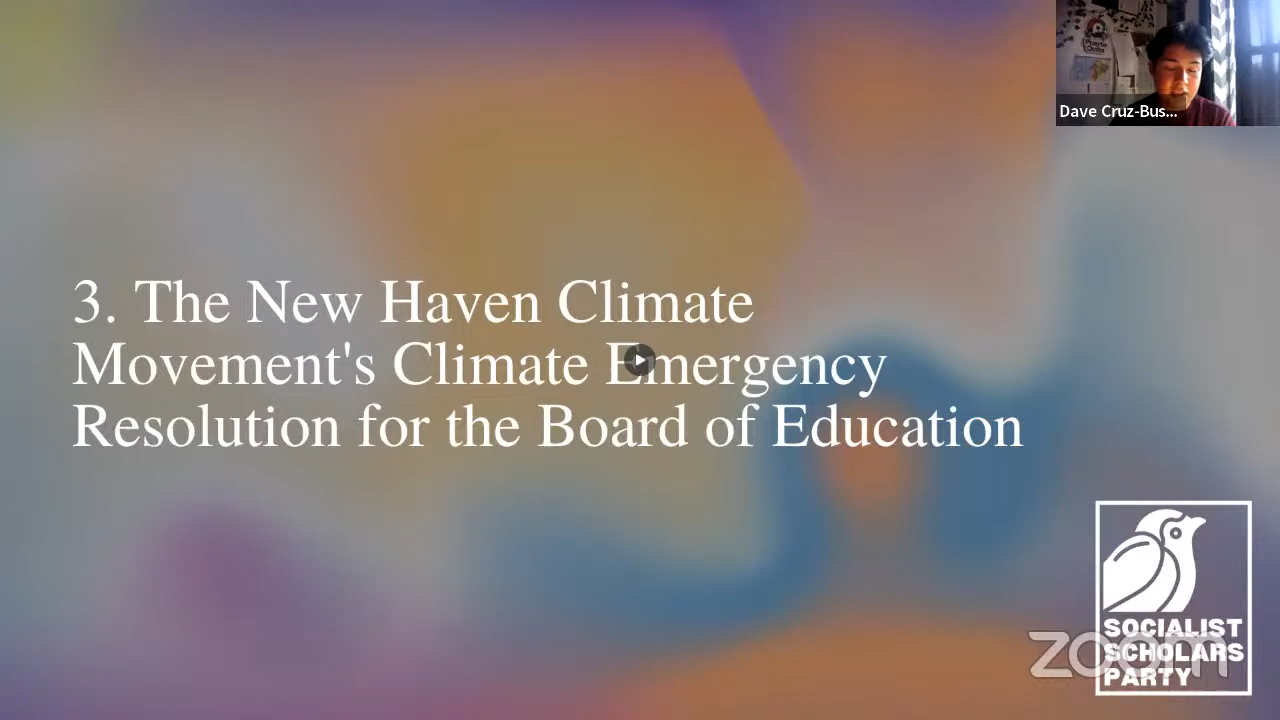 Dave Cruz-Bus...
3. The New Haven Climate
Movement's Climate Emergency
Resolution for the Board of Education
SOCIALIST
SCHOLARS
PARTY
zoom